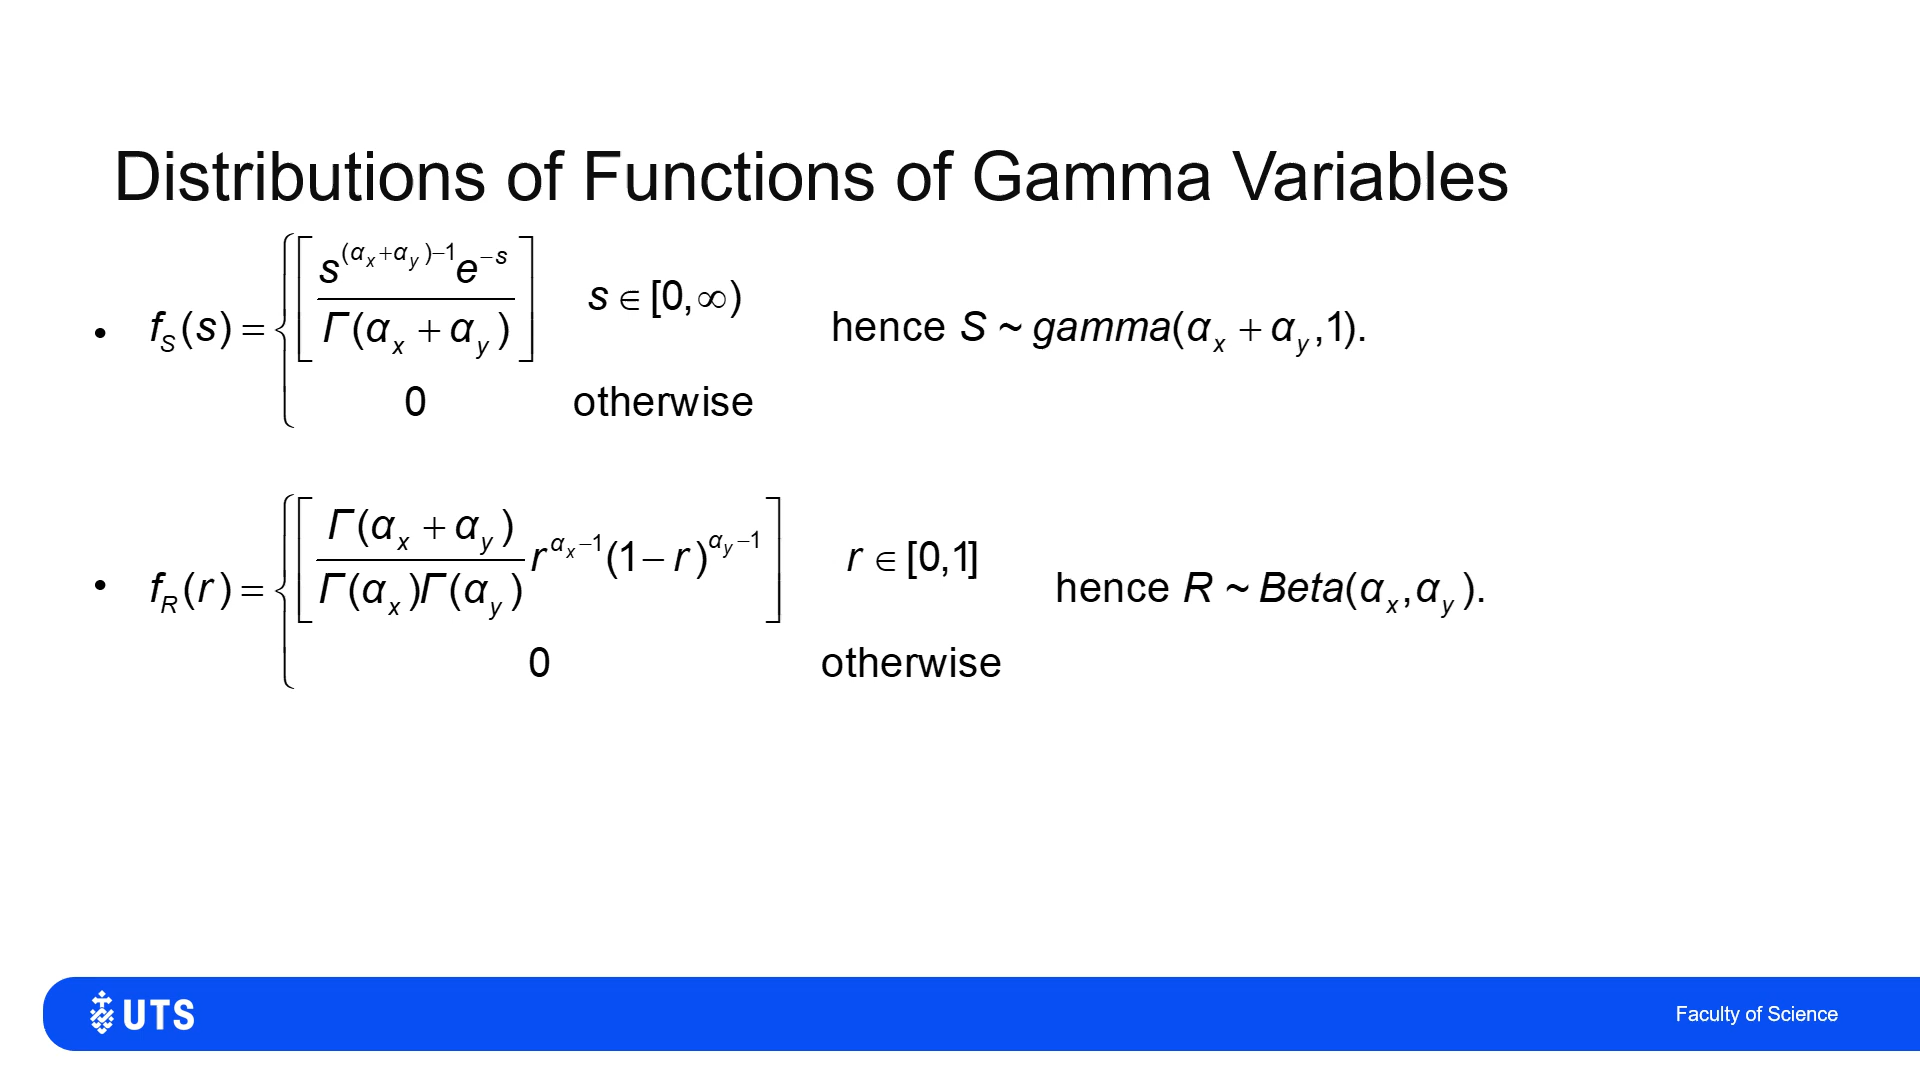 Distributions of Functions of Gamma Variables
• f_S(s) = { [ s^{(α_x+α_y)−1} e^{−s} / Γ(α_x + α_y) ] s ∈ [0,∞) hence S ~ gamma(α_x + α_y,1).
0 otherwise
• f_R(r) = { [ Γ(α_x + α_y) / Γ(α_x)Γ(α_y) r^{α_x−1} (1−r)^{α_y−1} ] r ∈ [0,1] hence R ~ Beta(α_x,α_y).
0 otherwise
UTS
Faculty of Science